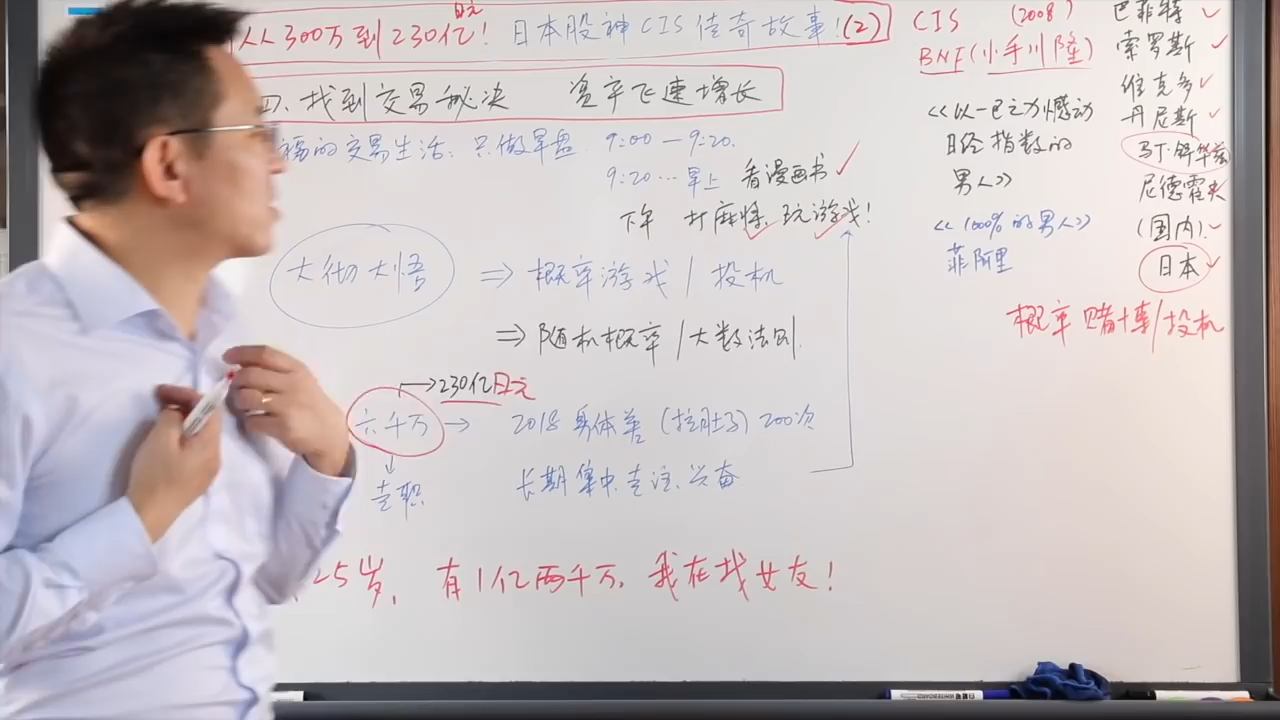 从300万到230亿！日本股神CIS传奇故事！(2)
日元
四、找到交易秘决 资产飞速增长
福的交易生活：只做早盘 9:00—9:20.
9:20…早上 看漫画书
下午 打麻将、玩游戏！
大彻大悟 ⇒ 概率游戏/投机
⇒ 随机概率/大数法则.
→230亿日元
六千万 → 2018 身体差 (拉肚子) 200次
↓
专职 长期集中、专注、兴奋
25岁, 有1亿两千万, 我在找女友！
CIS (2008)
BNF(小手川隆)
<<以一己之力憾动
日经指数的
男人>>
<<1000%的男人>>
菲阿里
巴菲特 ✓
索罗斯 ✓
维克多 ✓
丹尼斯 ✓
马丁·舒华兹
尼德霍夫
(国内) ✓
日本 ✓
概率 赌博/投机